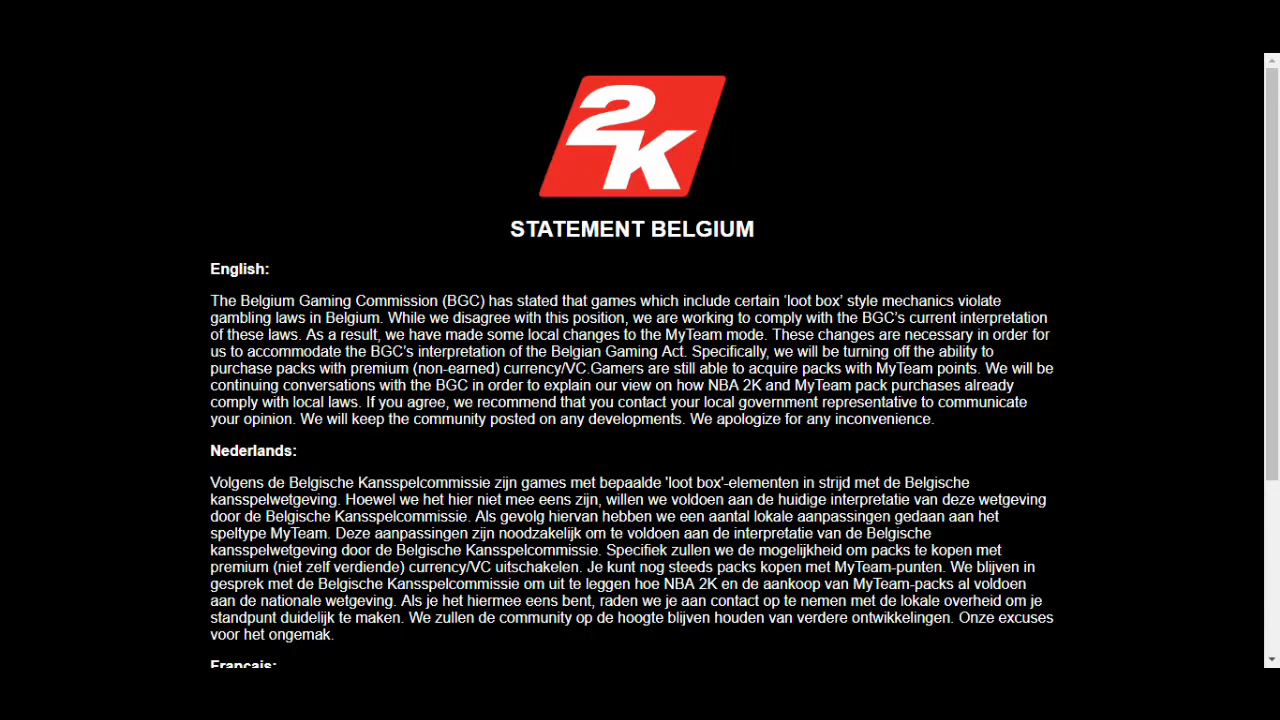 2K
STATEMENT BELGIUM
English:
The Belgium Gaming Commission (BGC) has stated that games which include certain ‘loot box’ style mechanics violate
gambling laws in Belgium. While we disagree with this position, we are working to comply with the BGC’s current interpretation
of these laws. As a result, we have made some local changes to the MyTeam mode. These changes are necessary in order for
us to accommodate the BGC’s interpretation of the Belgian Gaming Act. Specifically, we will be turning off the ability to
purchase packs with premium (non-earned) currency/VC.Gamers are still able to acquire packs with MyTeam points. We will be
continuing conversations with the BGC in order to explain our view on how NBA 2K and MyTeam pack purchases already
comply with local laws. If you agree, we recommend that you contact your local government representative to communicate
your opinion. We will keep the community posted on any developments. We apologize for any inconvenience.
Nederlands:
Volgens de Belgische Kansspelcommissie zijn games met bepaalde 'loot box'-elementen in strijd met de Belgische
kansspelwetgeving. Hoewel we het hier niet mee eens zijn, willen we voldoen aan de huidige interpretatie van deze wetgeving
door de Belgische Kansspelcommissie. Als gevolg hiervan hebben we een aantal lokale aanpassingen gedaan aan het
speltype MyTeam. Deze aanpassingen zijn noodzakelijk om te voldoen aan de interpretatie van de Belgische
kansspelwetgeving door de Belgische Kansspelcommissie. Specifiek zullen we de mogelijkheid om packs te kopen met
premium (niet zelf verdiende) currency/VC uitschakelen. Je kunt nog steeds packs kopen met MyTeam-punten. We blijven in
gesprek met de Belgische Kansspelcommissie om uit te leggen hoe NBA 2K en de aankoop van MyTeam-packs al voldoen
aan de nationale wetgeving. Als je het hiermee eens bent, raden we je aan contact op te nemen met de lokale overheid om je
standpunt duidelijk te maken. We zullen de community op de hoogte blijven houden van verdere ontwikkelingen. Onze excuses
voor het ongemak.
Français: